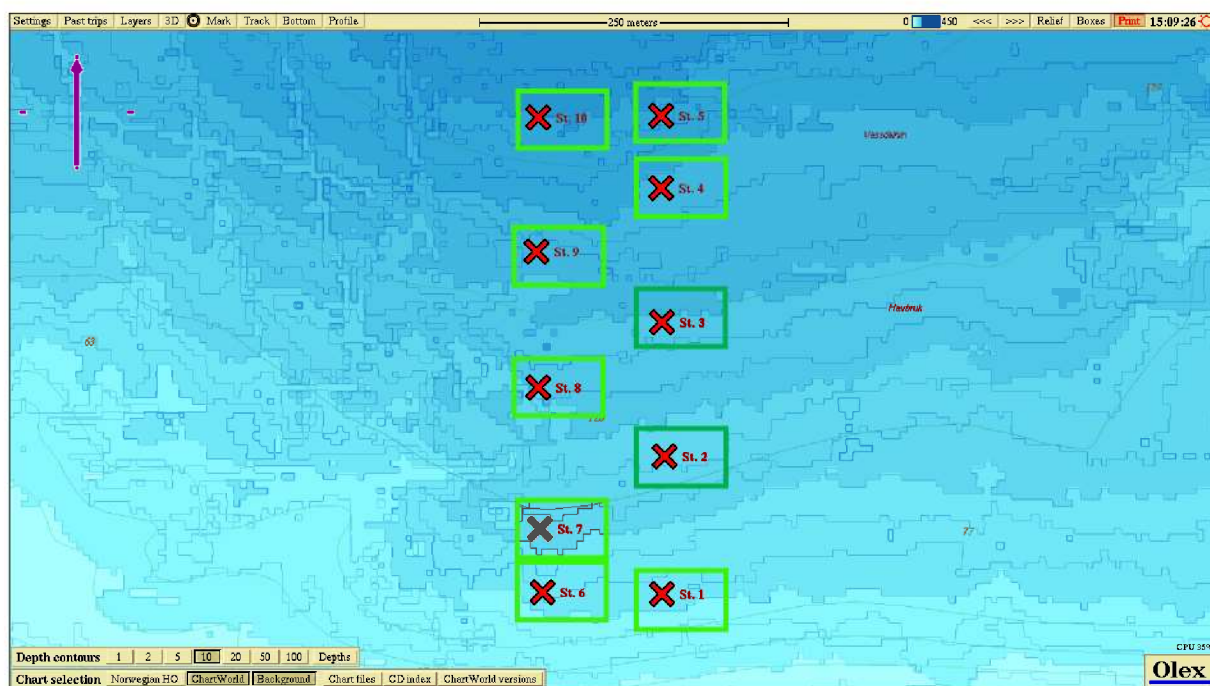 Settings Past trips Layers 3D Mark Track Bottom Profile 250 meters 0 450 <<< >>> Relief Boxes Print 15:09:26
St. 10 St. 5
St. 4
St. 9
St. 3
63
St. 8
St. 2
St. 7
77
St. 6 St. 1
Depth contours 1 2 5 10 20 50 100 Depths
Chart selection Norwegian HO ChartWorld Background Chart files CD index ChartWorld versions
Olex